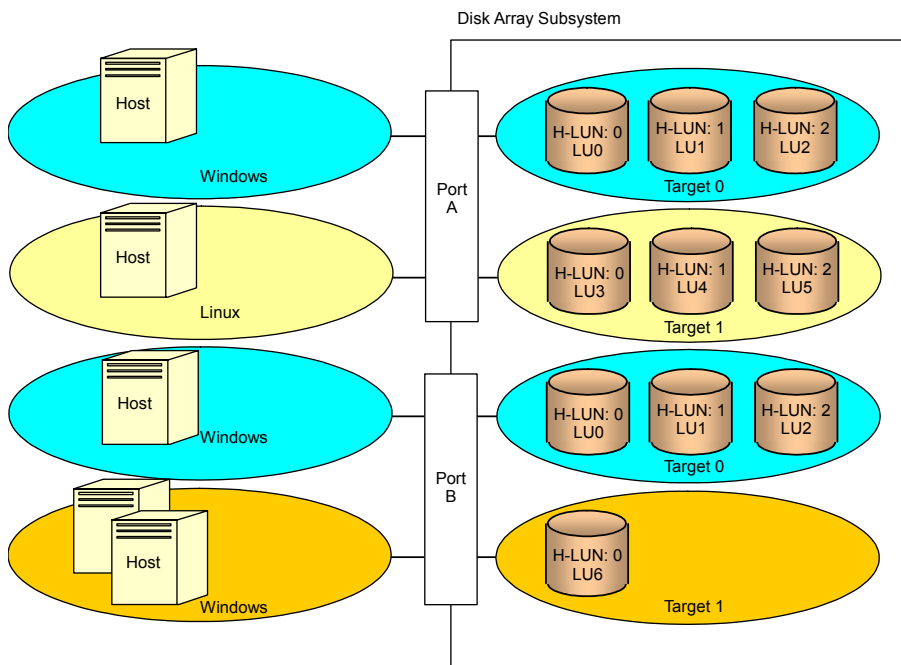 Disk Array Subsystem
Host
Windows
H-LUN: 0
LU0
H-LUN: 1
LU1
H-LUN: 2
LU2
Target 0
Port
A
Host
Linux
H-LUN: 0
LU3
H-LUN: 1
LU4
H-LUN: 2
LU5
Target 1
Host
Windows
H-LUN: 0
LU0
H-LUN: 1
LU1
H-LUN: 2
LU2
Target 0
Port
B
Host
Windows
H-LUN: 0
LU6
Target 1